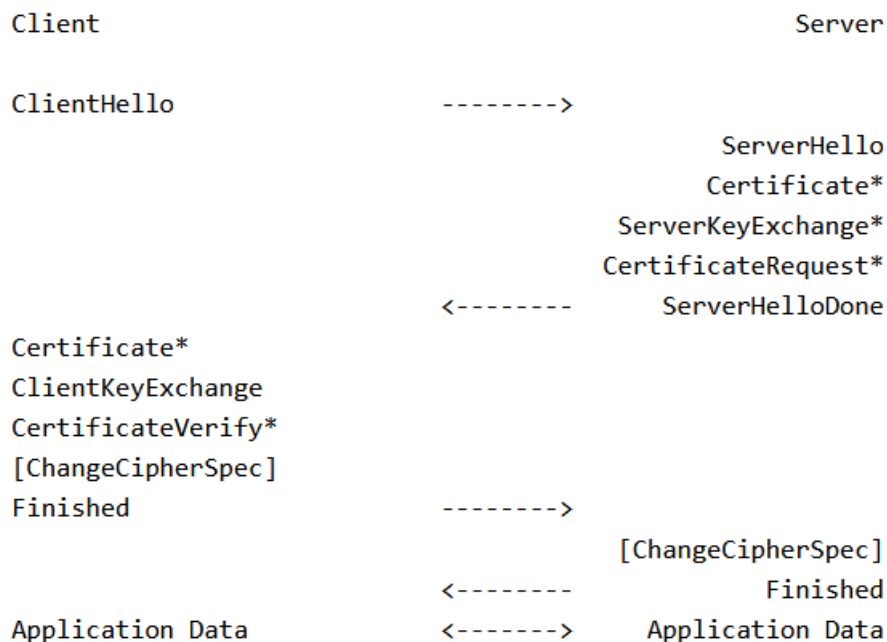 Client Server
ClientHello -------->
ServerHello
Certificate*
ServerKeyExchange*
CertificateRequest*
<-------- ServerHelloDone
Certificate*
ClientKeyExchange
CertificateVerify*
[ChangeCipherSpec]
Finished -------->
[ChangeCipherSpec]
<-------- Finished
Application Data <-------> Application Data